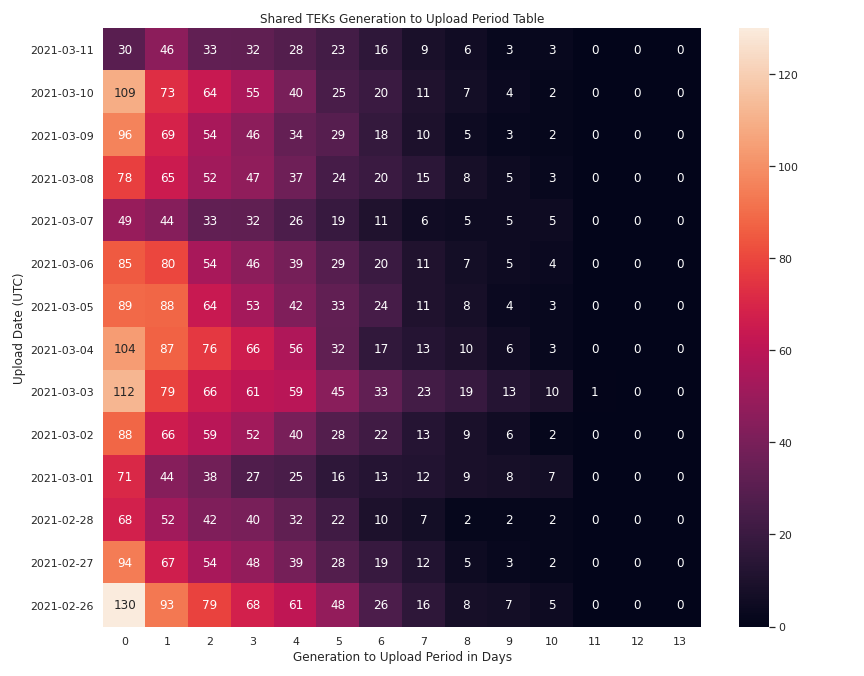 Shared TEKs Generation to Upload Period Table
2021-03-11 30 46 33 32 28 23 16 9 6 3 3 0 0 0
2021-03-10 109 73 64 55 40 25 20 11 7 4 2 0 0 0
2021-03-09 96 69 54 46 34 29 18 10 5 3 2 0 0 0
2021-03-08 78 65 52 47 37 24 20 15 8 5 3 0 0 0
2021-03-07 49 44 33 32 26 19 11 6 5 5 5 0 0 0
2021-03-06 85 80 54 46 39 29 20 11 7 5 4 0 0 0
2021-03-05 89 88 64 53 42 33 24 11 8 4 3 0 0 0
2021-03-04 104 87 76 66 56 32 17 13 10 6 3 0 0 0
2021-03-03 112 79 66 61 59 45 33 23 19 13 10 1 0 0
2021-03-02 88 66 59 52 40 28 22 13 9 6 2 0 0 0
2021-03-01 71 44 38 27 25 16 13 12 9 8 7 0 0 0
2021-02-28 68 52 42 40 32 22 10 7 2 2 2 0 0 0
2021-02-27 94 67 54 48 39 28 19 12 5 3 2 0 0 0
2021-02-26 130 93 79 68 61 48 26 16 8 7 5 0 0 0
0 1 2 3 4 5 6 7 8 9 10 11 12 13
Generation to Upload Period in Days
Upload Date (UTC)
120
100
80
60
40
20
0